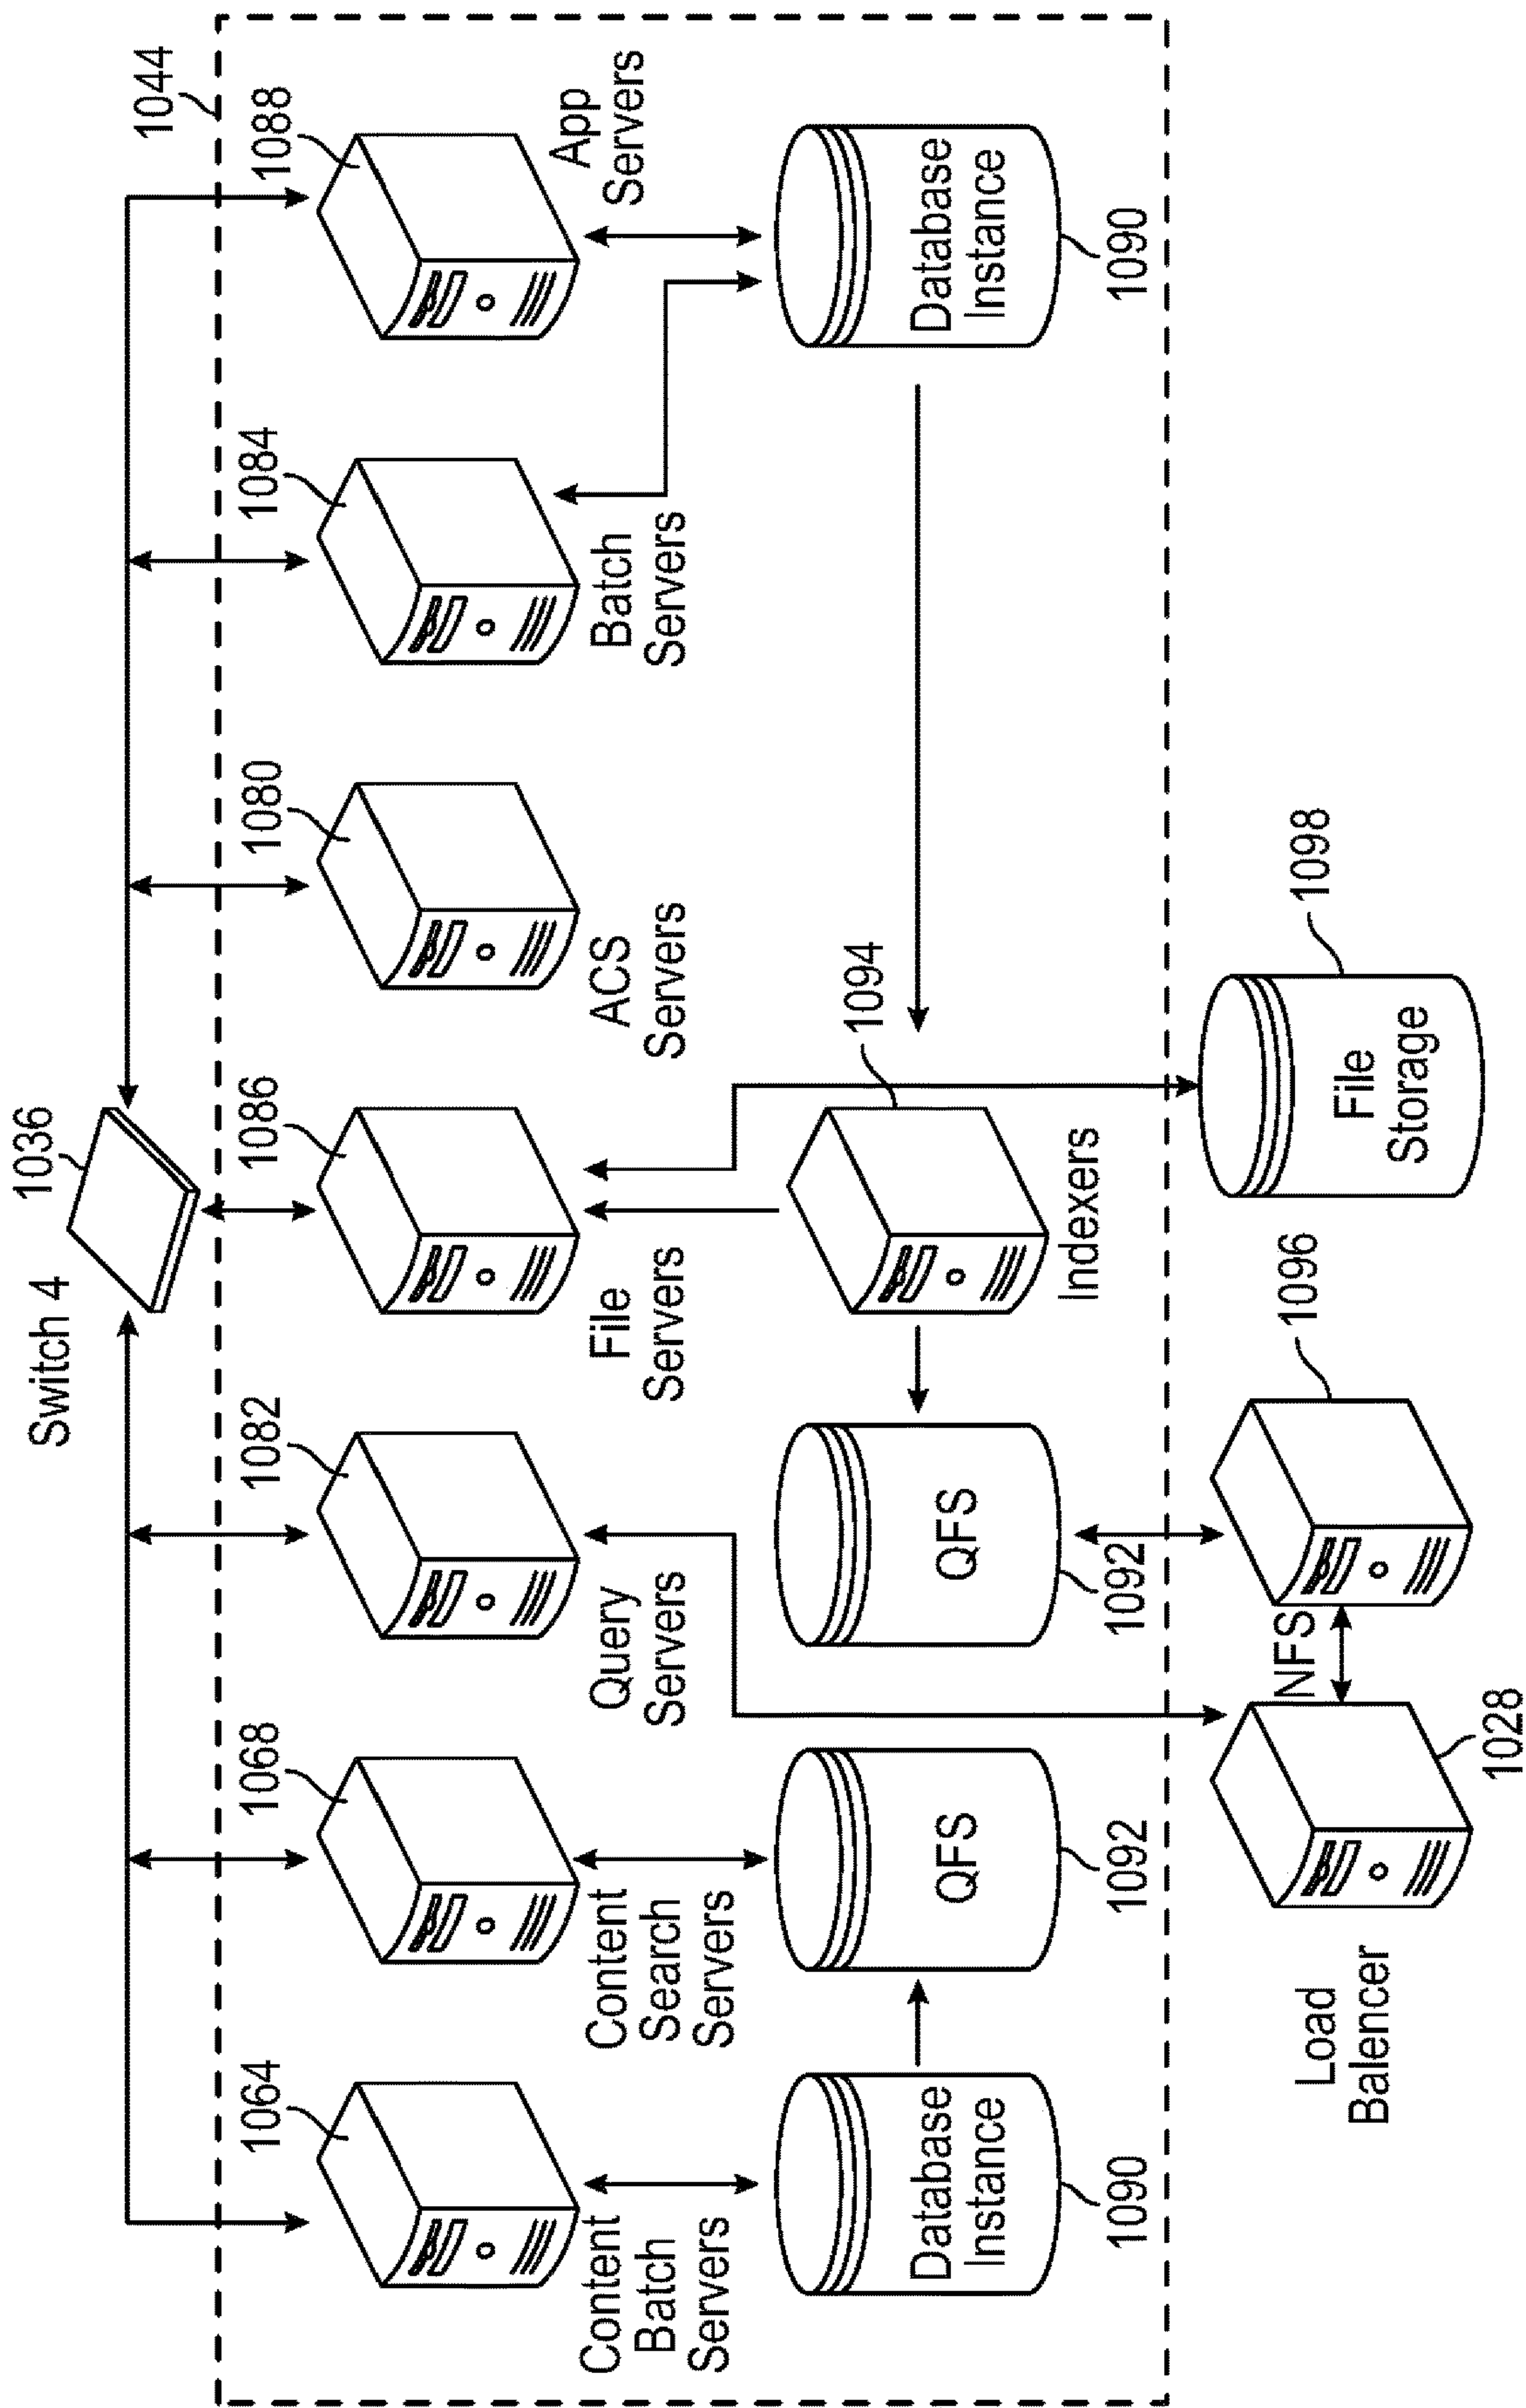 Switch 4
1036
1044
1064
1068
1082
1086
1080
1084
1088
Content
Batch
Servers
Content
Search
Servers
Query
Servers
File
Servers
ACS
Servers
Batch
Servers
App
Servers
1094
Database
Instance
QFS
QFS
Indexers
Database
Instance
1090
1092
1092
1090
Load
Balencer
NFS
1028
1096
1098
File
Storage